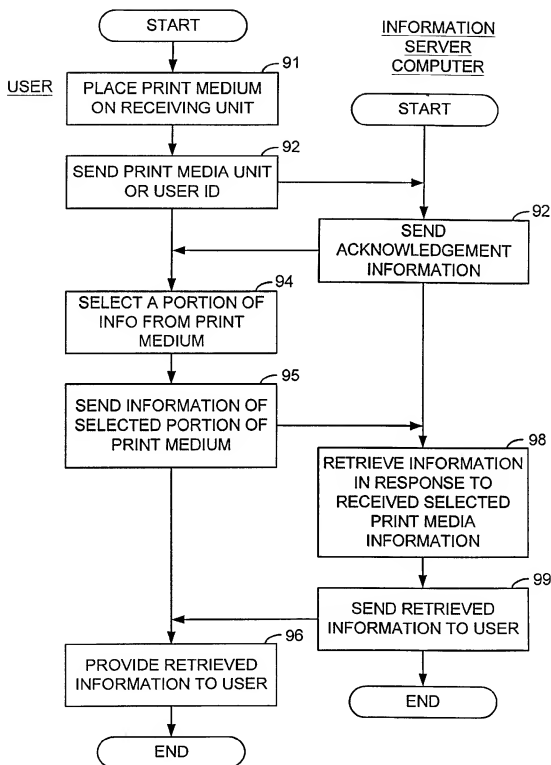 START
USER
91
PLACE PRINT MEDIUM
ON RECEIVING UNIT
92
SEND PRINT MEDIA UNIT
OR USER ID
94
SELECT A PORTION OF
INFO FROM PRINT
MEDIUM
95
SEND INFORMATION OF
SELECTED PORTION OF
PRINT MEDIUM
96
PROVIDE RETRIEVED
INFORMATION TO USER
END
INFORMATION
SERVER
COMPUTER
START
92
SEND
ACKNOWLEDGEMENT
INFORMATION
98
RETRIEVE INFORMATION
IN RESPONSE TO
RECEIVED SELECTED
PRINT MEDIA
INFORMATION
99
SEND RETRIEVED
INFORMATION TO USER
END